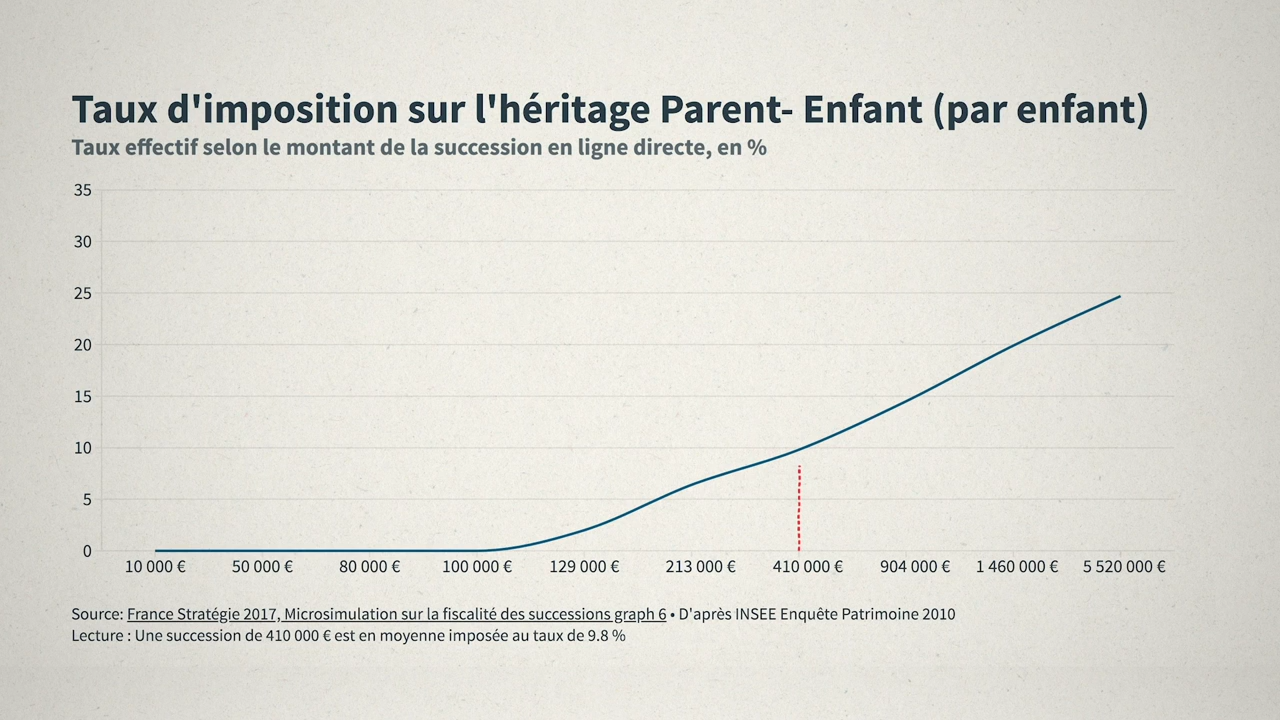 Taux d'imposition sur l'héritage Parent- Enfant (par enfant)
Taux effectif selon le montant de la succession en ligne directe, en %
35
30
25
20
15
10
5
0
10 000 € 50 000 € 80 000 € 100 000 € 129 000 € 213 000 € 410 000 € 904 000 € 1 460 000 € 5 520 000 €
Source: France Stratégie 2017, Microsimulation sur la fiscalité des successions graph 6 • D'après INSEE Enquête Patrimoine 2010
Lecture : Une succession de 410 000 € est en moyenne imposée au taux de 9.8 %